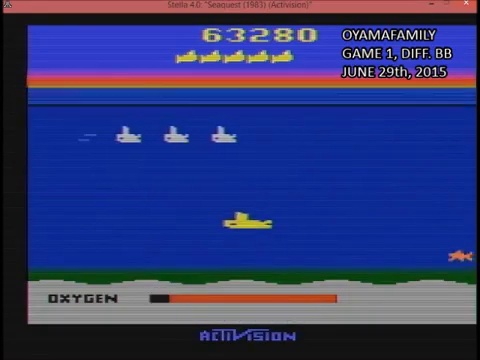 Stella 4.0: "Seaquest (1983) (Activision)"
63280
OYAMAFAMILY
GAME 1, DIFF. BB
JUNE 29th, 2015
OXYGEN
ACTIVISION